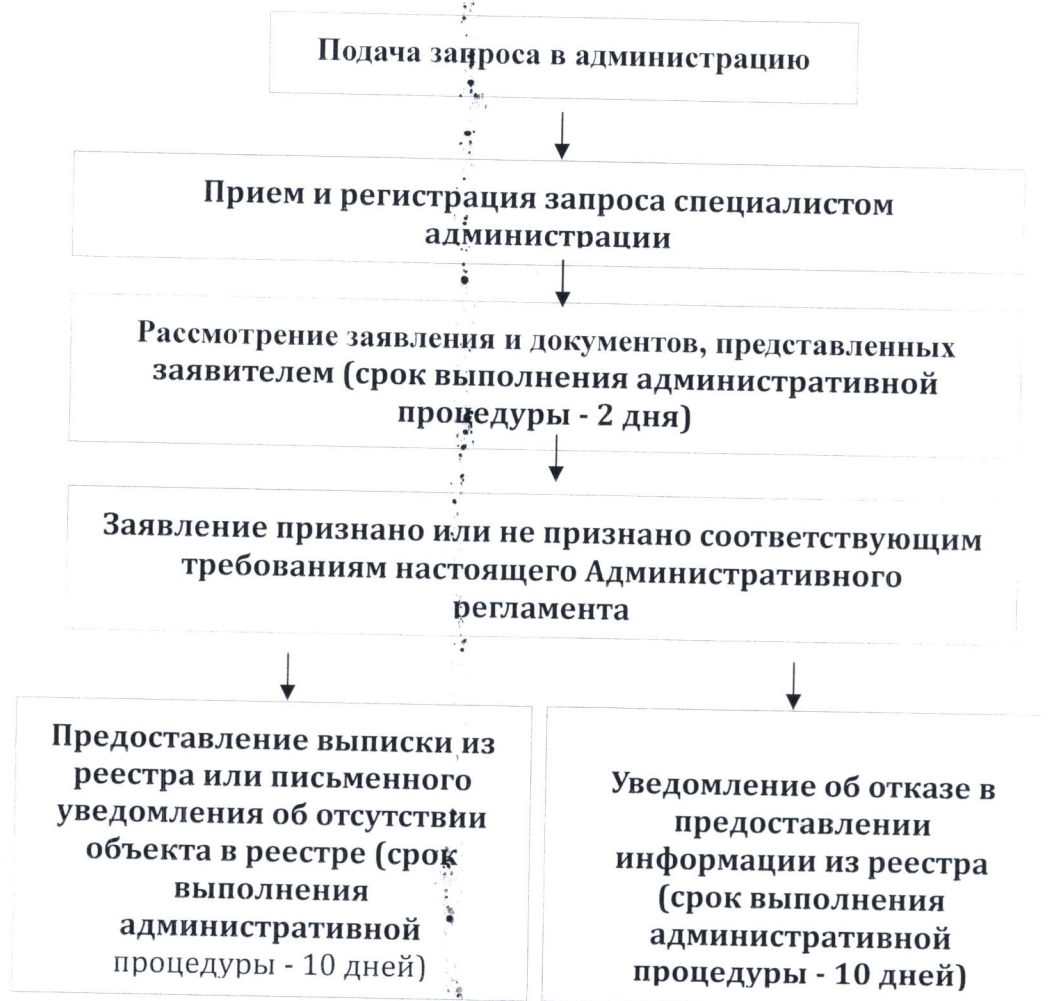 Подача запроса в администрацию
Прием и регистрация запроса специалистом
администрации
Рассмотрение заявления и документов, представленных
заявителем (срок выполнения административной
процедуры - 2 дня)
Заявление признано или не признано соответствующим
требованиям настоящего Административного
регламента
Предоставление выписки из
реестра или письменного
уведомления об отсутствии
объекта в реестре (срок
выполнения
административной
процедуры - 10 дней)
Уведомление об отказе в
предоставлении
информации из реестра
(срок выполнения
административной
процедуры - 10 дней)